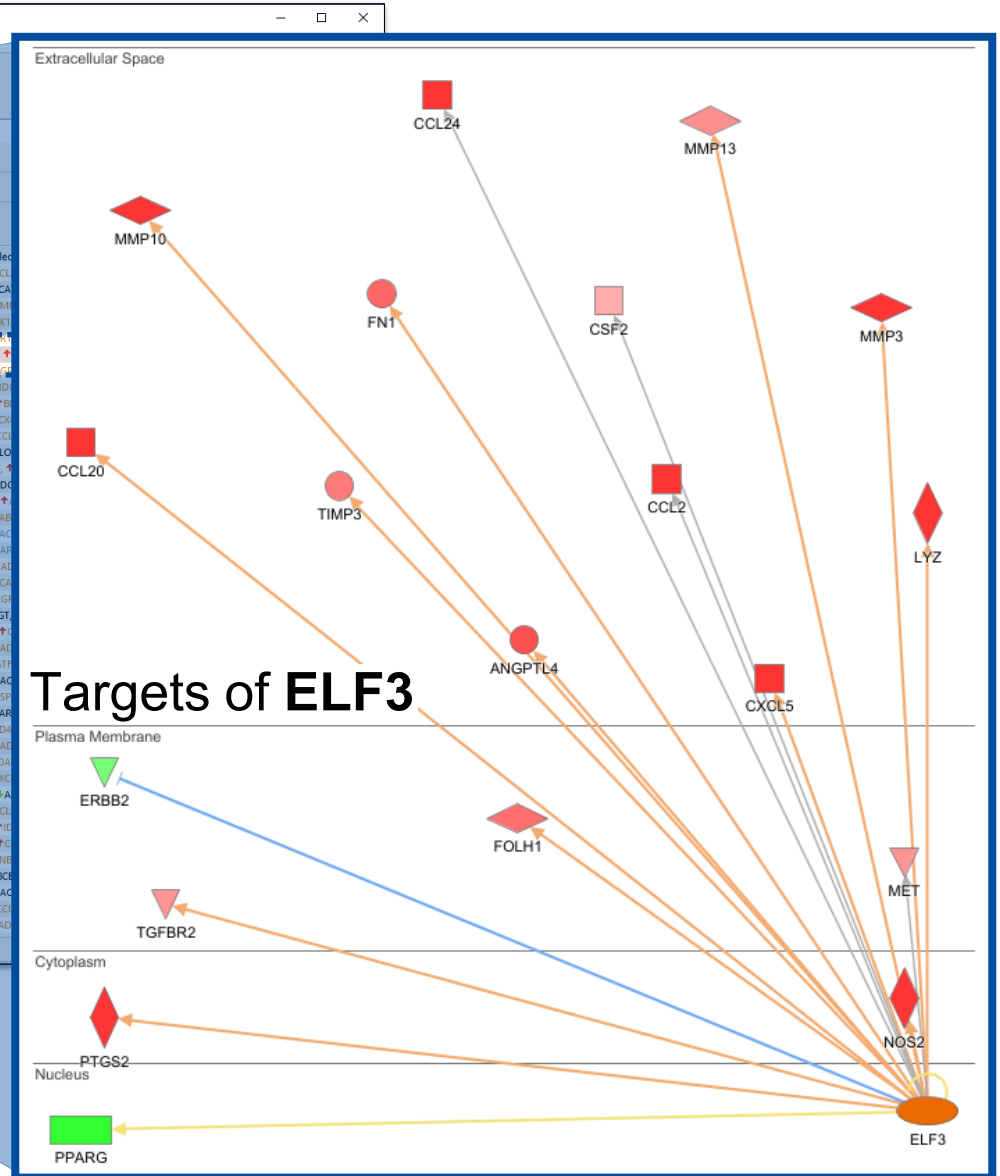 Extracellular Space
CCL24
MMP13
MMP10
FN1
CSF2
MMP3
CCL20
TIMP3
CCL2
LYZ
ANGPTL4
CXCL5
Targets of ELF3
Plasma Membrane
ERBB2
FOLH1
MET
TGFBR2
Cytoplasm
NOS2
PTGS2
Nucleus
ELF3
PPARG